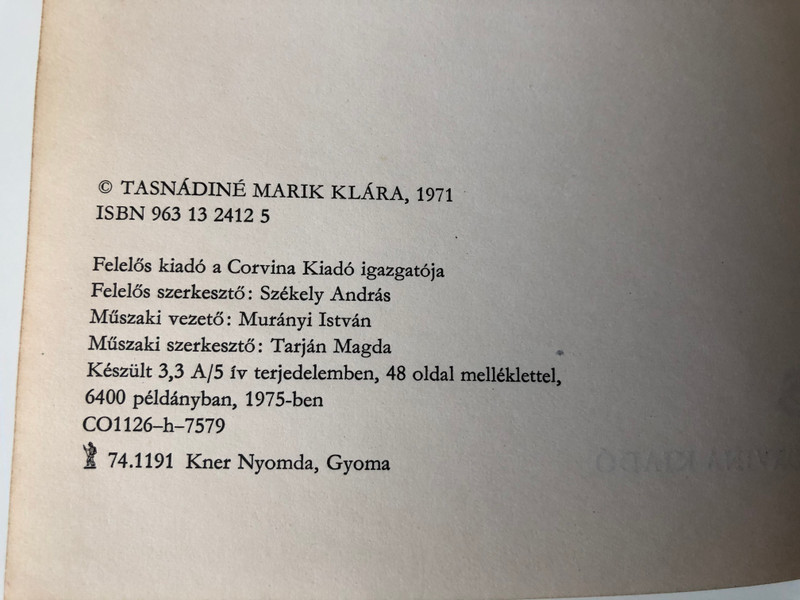 © TASNÁDINÉ MARIK KLÁRA, 1971
ISBN 963 13 2412 5
Felelős kiadó a Corvina Kiadó igazgatója
Felelős szerkesztő: Székely András
Műszaki vezető: Murányi István
Műszaki szerkesztő: Tarján Magda
Készült 3,3 A/5 ív terjedelemben, 48 oldal melléklettel,
6400 példányban, 1975-ben
CO1126–h–7579
74.1191 Kner Nyomda, Gyoma